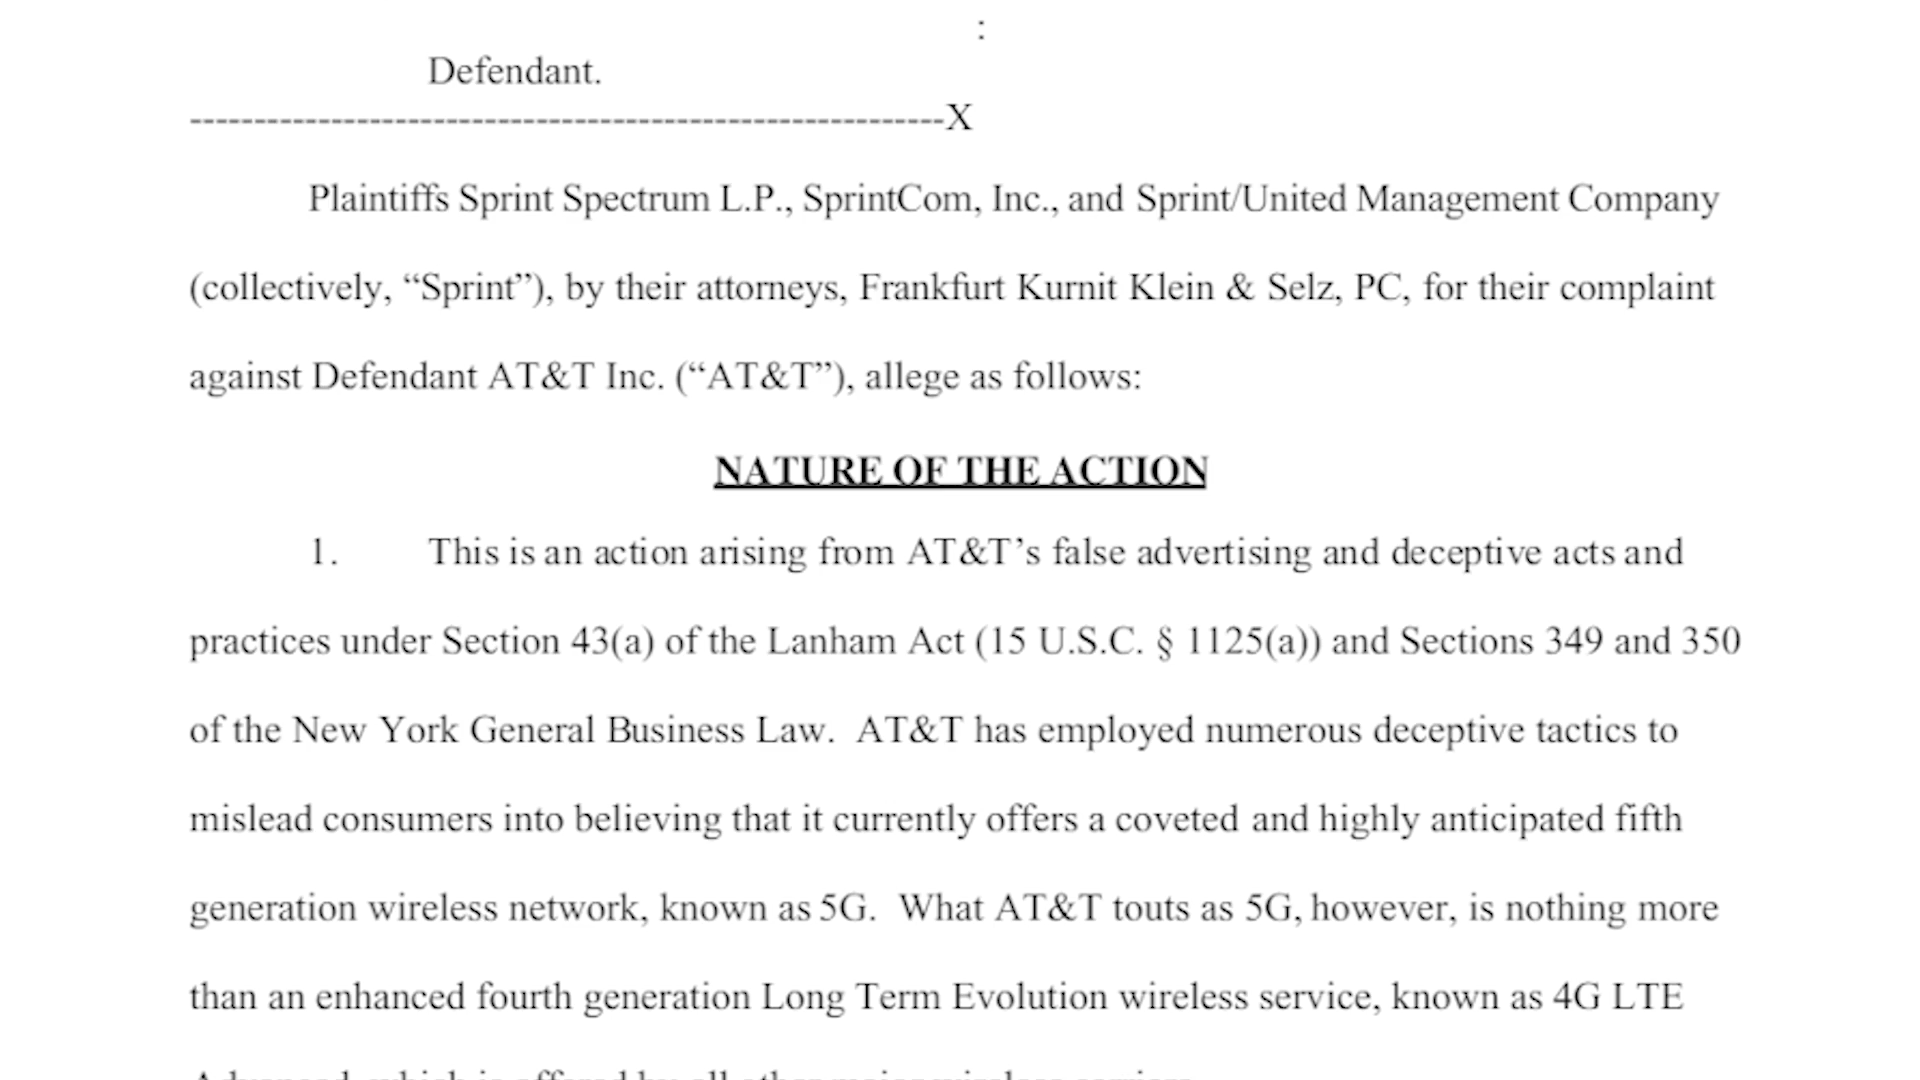 :
Defendant.
----------------------------------------------------------X
Plaintiffs Sprint Spectrum L.P., SprintCom, Inc., and Sprint/United Management Company
(collectively, “Sprint”), by their attorneys, Frankfurt Kurnit Klein & Selz, PC, for their complaint
against Defendant AT&T Inc. (“AT&T”), allege as follows:
NATURE OF THE ACTION
1. This is an action arising from AT&T’s false advertising and deceptive acts and
practices under Section 43(a) of the Lanham Act (15 U.S.C. § 1125(a)) and Sections 349 and 350
of the New York General Business Law. AT&T has employed numerous deceptive tactics to
mislead consumers into believing that it currently offers a coveted and highly anticipated fifth
generation wireless network, known as 5G. What AT&T touts as 5G, however, is nothing more
than an enhanced fourth generation Long Term Evolution wireless service, known as 4G LTE